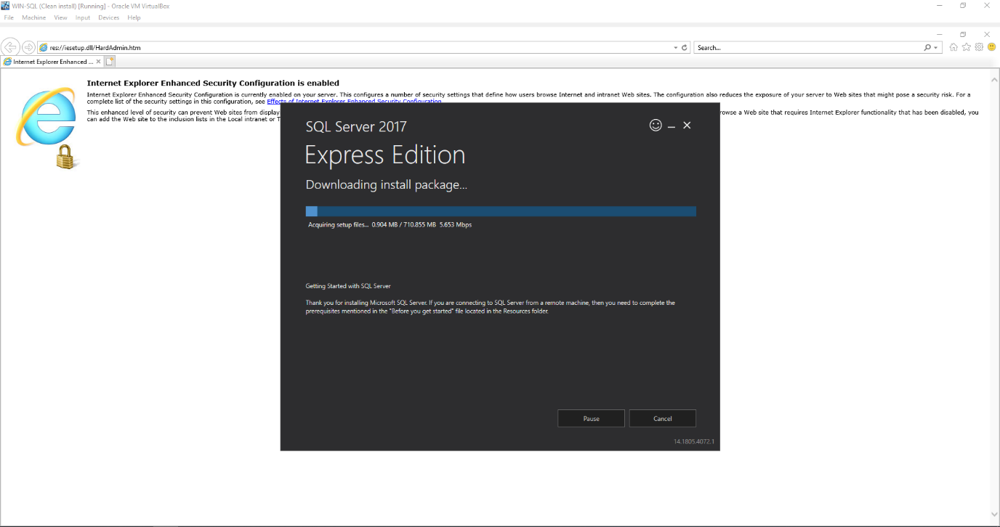 WIN-SQL (Clean install) [Running] - Oracle VM VirtualBox
File Machine View Input Devices Help
res://iesetup.dll/HardAdmin.htm
Search...
Internet Explorer Enhanced ...
Internet Explorer Enhanced Security Configuration is enabled
Internet Explorer Enhanced Security Configuration is currently enabled on your server. This configures a number of security settings that define how users browse Internet and intranet Web sites. The configuration also reduces the exposure of your server to Web sites that might pose a security risk. For a
complete list of the security settings in this configuration, see Effects of Internet Explorer Enhanced Security Configuration
This enhanced level of security can prevent Web sites from display
rowse a Web site that requires Internet Explorer functionality that has been disabled, you
can add the Web site to the inclusion lists in the Local intranet or T
SQL Server 2017
Express Edition
Downloading install package...
Acquiring setup files... 0.904 MB / 710.855 MB 5.653 Mbps
Getting Started with SQL Server
Thank you for installing Microsoft SQL Server. If you are connecting to SQL Server from a remote machine, then you need to complete the
prerequisites mentioned in the "Before you get started" file located in the Resources folder.
Pause Cancel
14.1805.4072.1